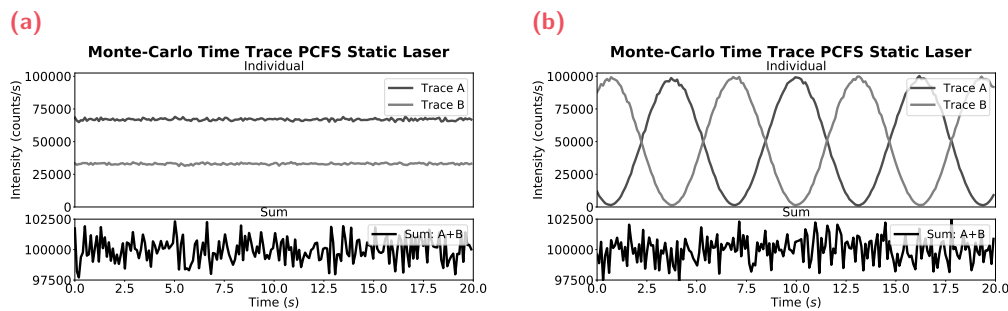 (a)
Monte-Carlo Time Trace PCFS Static Laser
Individual
100000
75000
50000
25000
0
Intensity (counts/s)
Trace A
Trace B
Sum
102500
100000
97500
Sum: A+B
0.0 2.5 5.0 7.5 10.0 12.5 15.0 17.5 20.0
Time (s)
(b)
Monte-Carlo Time Trace PCFS Static Laser
Individual
100000
75000
50000
25000
0
Intensity (counts/s)
Trace A
Trace B
Sum
102500
100000
97500
Sum: A+B
0.0 2.5 5.0 7.5 10.0 12.5 15.0 17.5 20.0
Time (s)